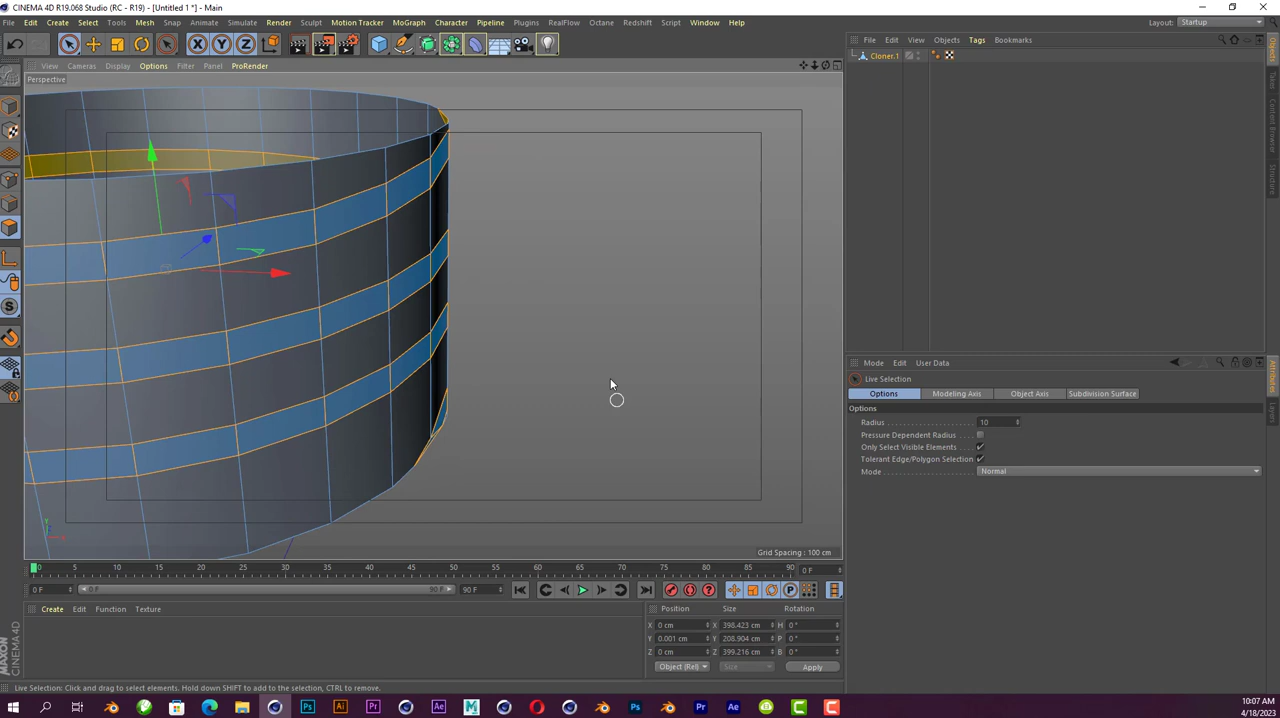 CINEMA 4D R19.068 Studio (RC - R19) - [Untitled 1 *] - Main
File Edit Create Select Tools Mesh Snap Animate Simulate Render Sculpt Motion Tracker MoGraph Character Pipeline Plugins RealFlow Octane Redshift Script Window Help
Layout: Startup
View Cameras Display Options Filter Panel ProRender
File Edit View Objects Tags Bookmarks
Perspective
Cloner.1
Objects
Takes
Content Browser
Structure
Mode Edit User Data
Live Selection
Options Modeling Axis Object Axis Subdivision Surface
Options
Radius 10
Pressure Dependent Radius
Only Select Visible Elements
Tolerant Edge/Polygon Selection
Mode Normal
Attributes
Layers
Grid Spacing : 100 cm
0 5 10 15 20 25 30 35 40 45 50 55 60 65 70 75 80 85 90 0 F
0 F 0 F 90 F 90 F
Create Edit Function Texture
Position Size Rotation
X 0 cm X 398.423 cm H 0 °
Y 0.001 cm Y 208.904 cm P 0 °
Z 0 cm Z 399.216 cm B 0 °
Object (Rel) Size Apply
MAXON CINEMA 4D
Live Selection: Click and drag to select elements. Hold down SHIFT to add to the selection, CTRL to remove.
10:07 AM
4/18/2023